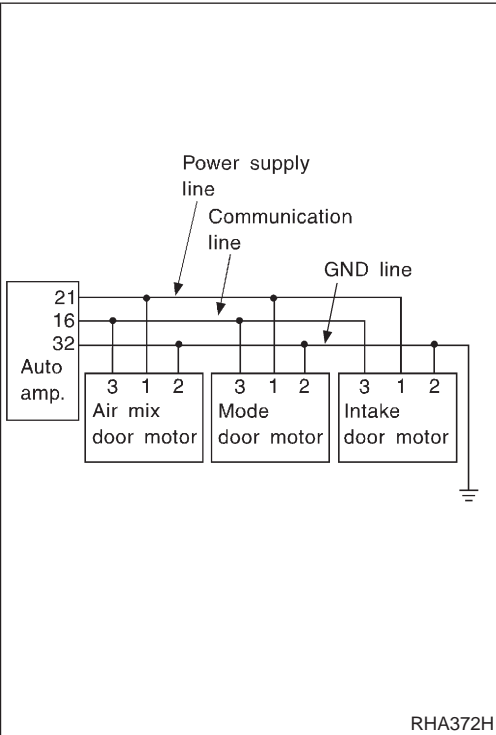 Power supply
line
Communication
line
GND line
21
16
32
Auto
amp.
3 1 2
Air mix
door motor
3 1 2
Mode
door motor
3 1 2
Intake
door motor
RHA372H